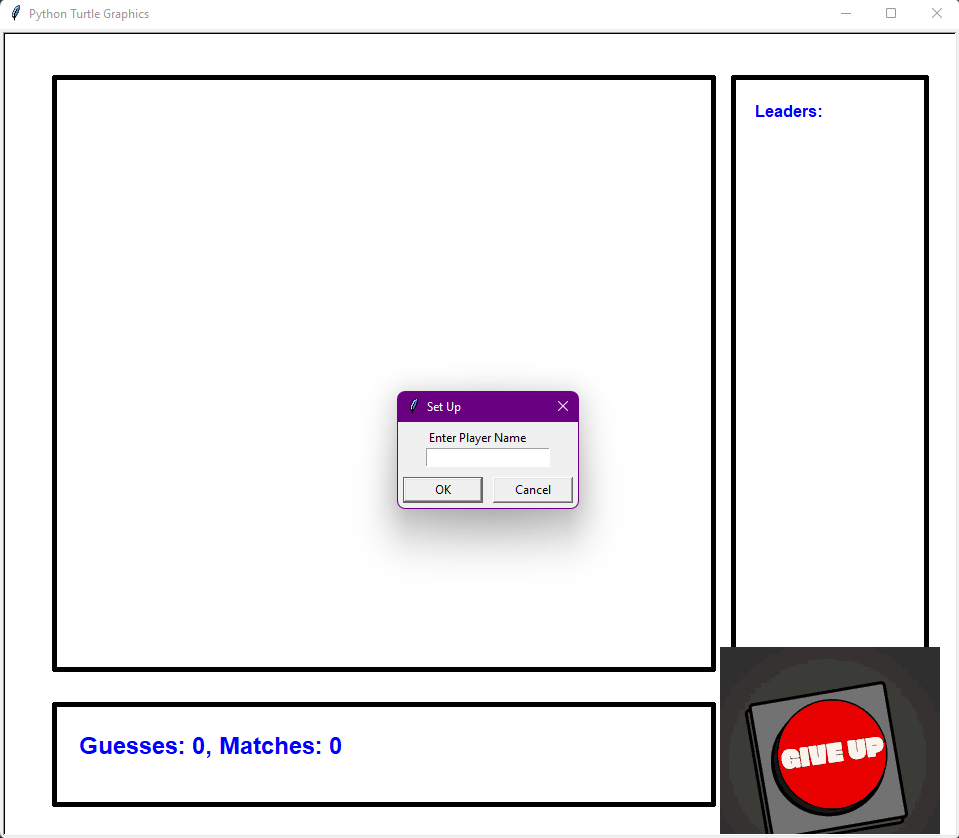 Python Turtle Graphics
Leaders:
Set Up
Enter Player Name
OK
Cancel
Guesses: 0, Matches: 0
GIVE UP